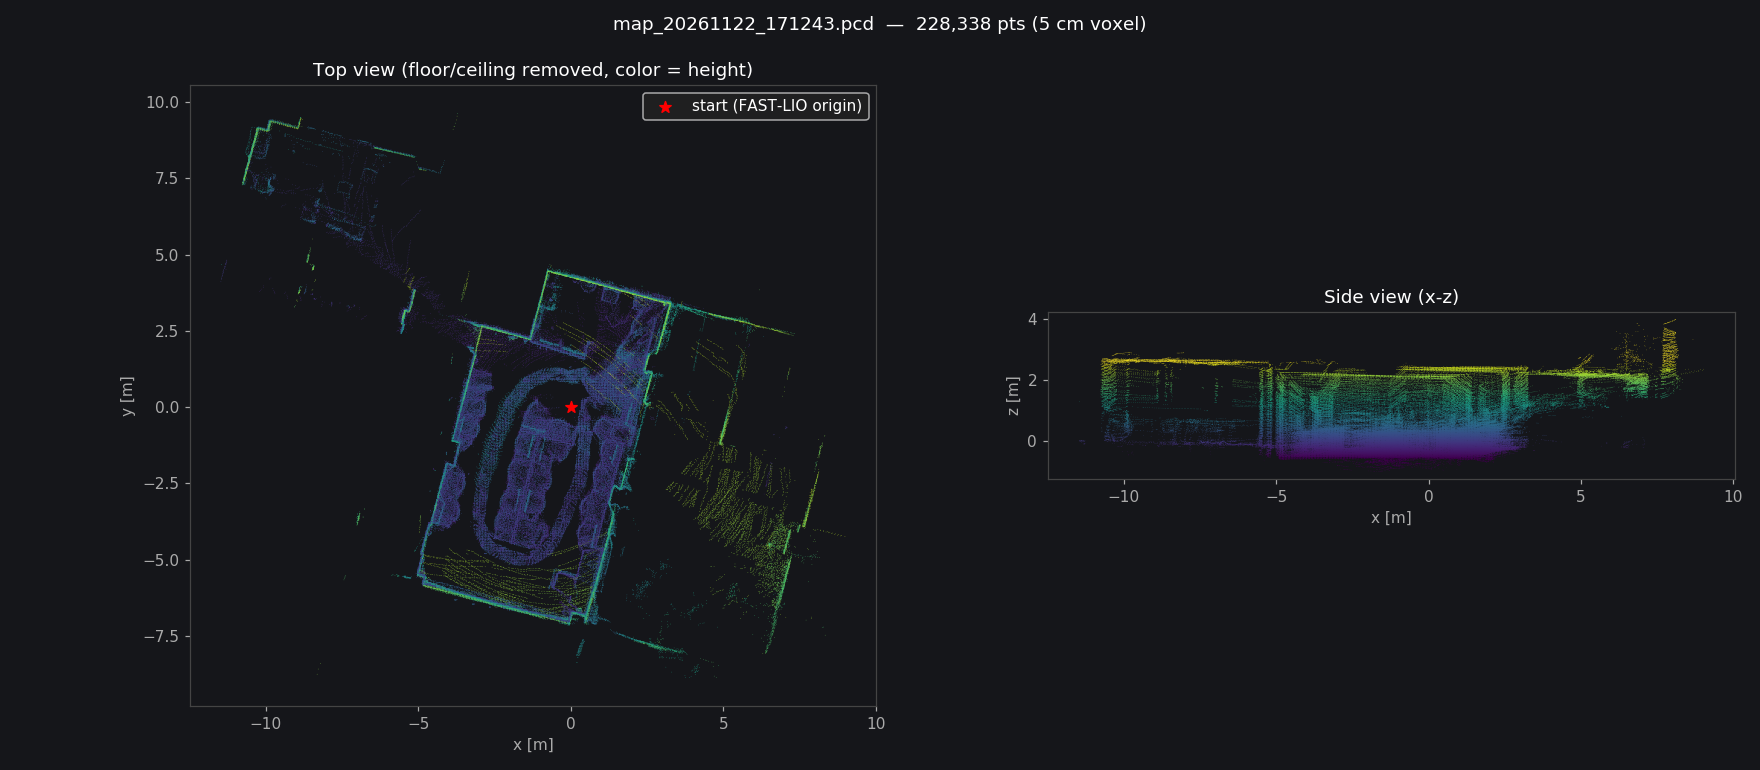 map_20261122_171243.pcd — 228,338 pts (5 cm voxel)
Top view (floor/ceiling removed, color = height)
start (FAST-LIO origin)
10.0
7.5
5.0
2.5
0.0
−2.5
−5.0
−7.5
y [m]
−10
−5
0
5
10
x [m]
Side view (x-z)
4
2
0
z [m]
−10
−5
0
5
10
x [m]